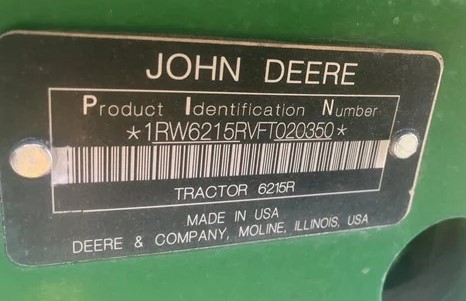 JOHN DEERE
Product Identification Number
*1RW6215RVFT020350*
TRACTOR 6215R
MADE IN USA
DEERE & COMPANY, MOLINE, ILLINOIS, USA